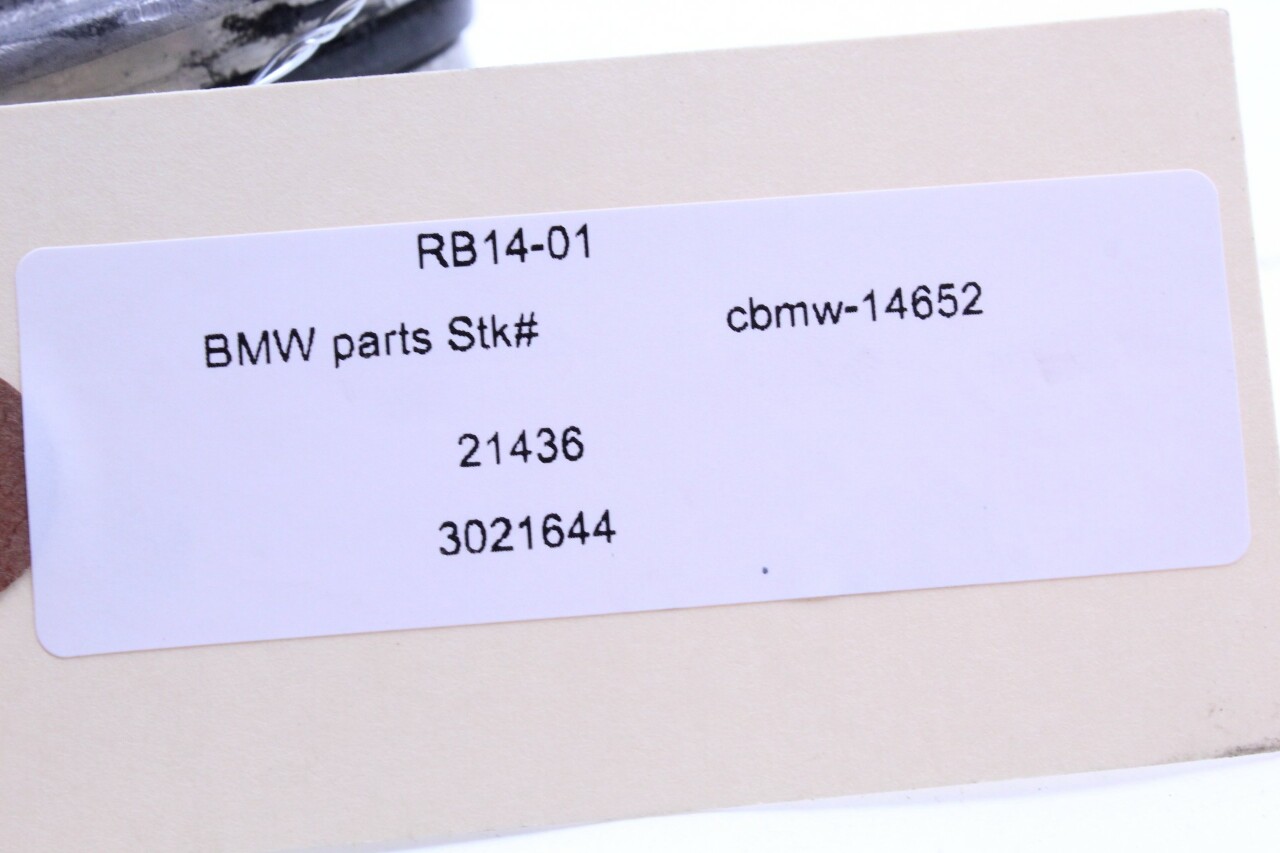 RB14-01
BMW parts Stk# cbmw-14652
21436
3021644